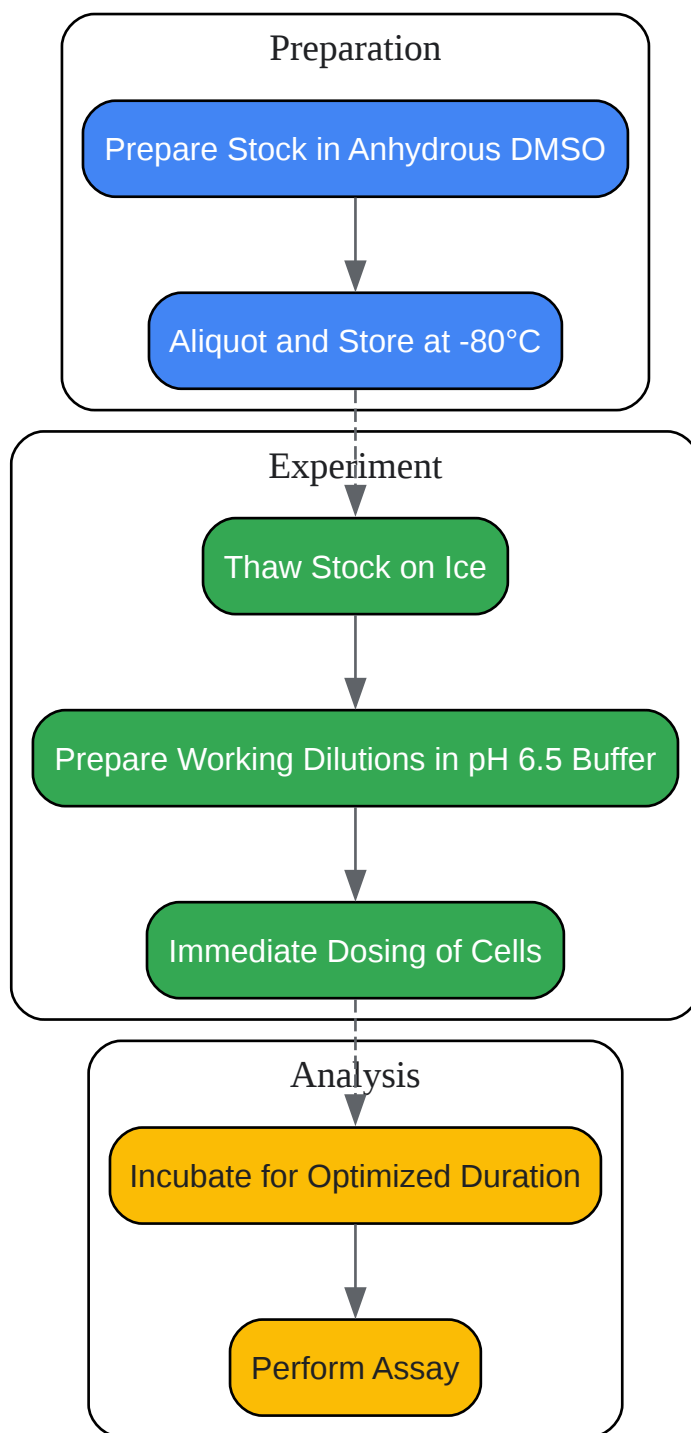 Preparation
Prepare Stock in Anhydrous DMSO
Aliquot and Store at -80°C
Experiment
Thaw Stock on Ice
Prepare Working Dilutions in pH 6.5 Buffer
Immediate Dosing of Cells
Analysis
Incubate for Optimized Duration
Perform Assay